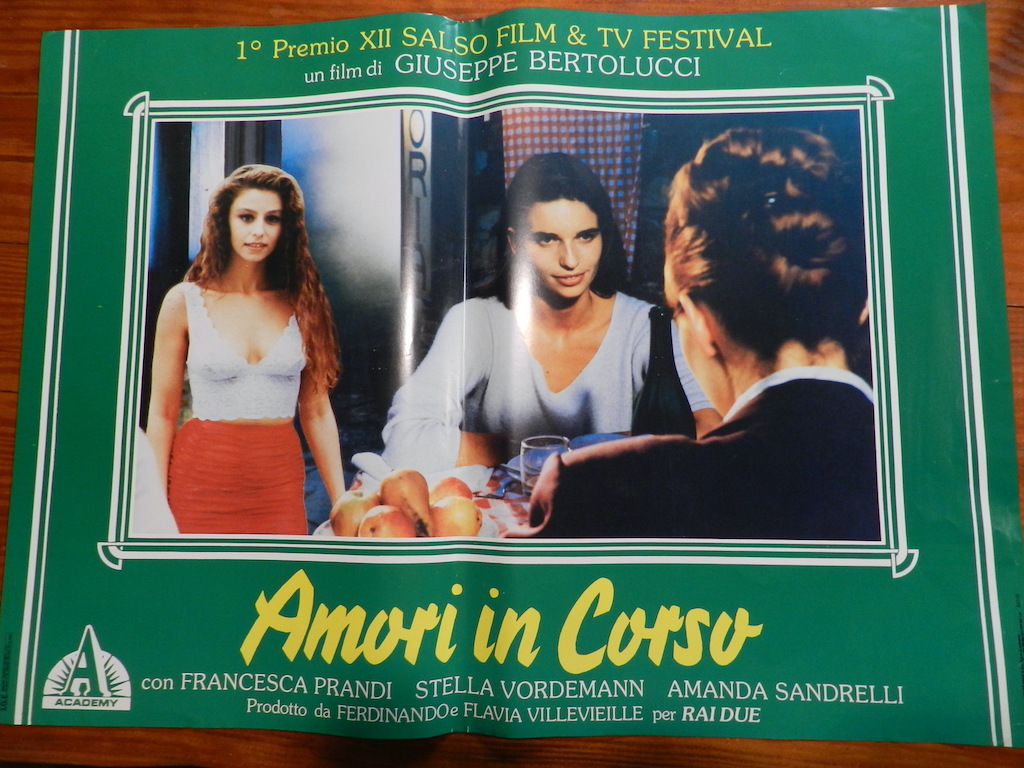 1° Premio XII SALSO FILM & TV FESTIVAL
un film di GIUSEPPE BERTOLUCCI
OR
Amori in Corso
A
ACADEMY
con FRANCESCA PRANDI STELLA VORDEMANN AMANDA SANDRELLI
Prodotto da FERDINANDO e FLAVIA VILLEVIEILLE per RAI DUE